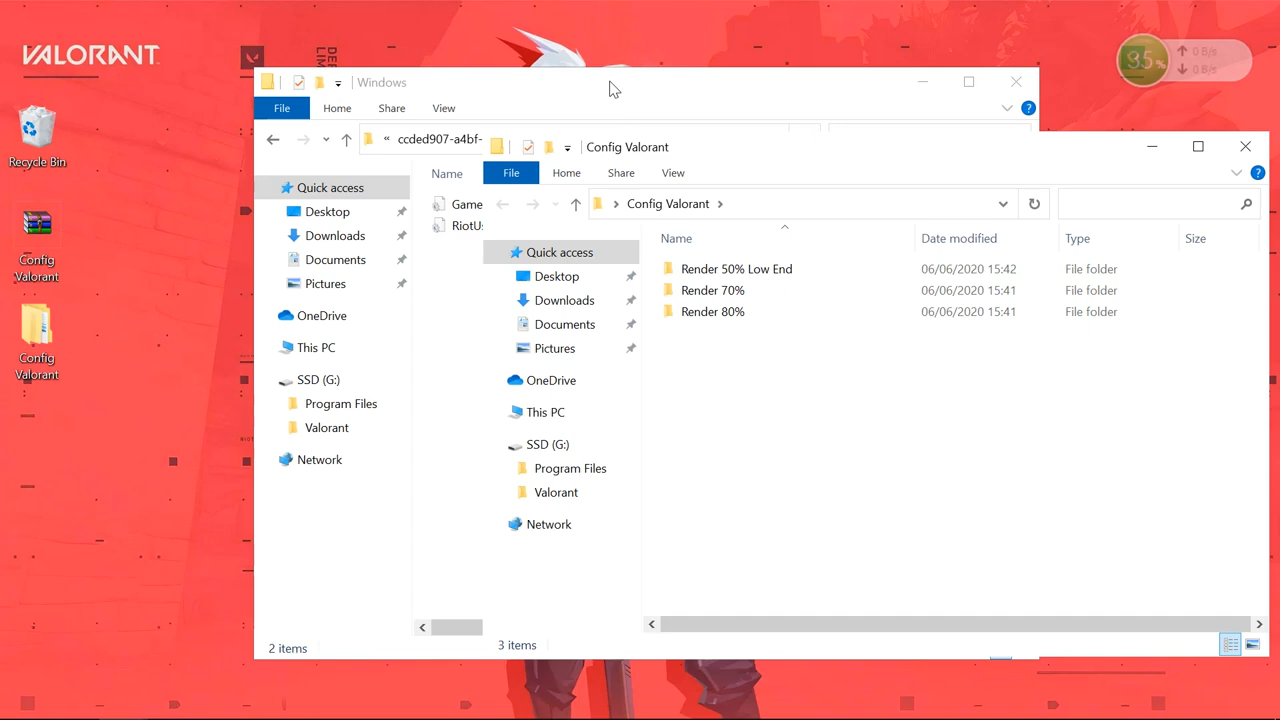 VALORANT
Recycle Bin
Config
Valorant
Config
Valorant
35%
0 B/s
0 B/s
Windows
File
Home
Share
View
« ccded907-a4bf-
Quick access
Desktop
Downloads
Documents
Pictures
OneDrive
This PC
SSD (G:)
Program Files
Valorant
Network
Name
Game
RiotU
2 items
Config Valorant
File
Home
Share
View
Config Valorant
Quick access
Desktop
Downloads
Documents
Pictures
OneDrive
This PC
SSD (G:)
Program Files
Valorant
Network
Name Date modified Type Size
Render 50% Low End 06/06/2020 15:42 File folder
Render 70% 06/06/2020 15:41 File folder
Render 80% 06/06/2020 15:41 File folder
3 items